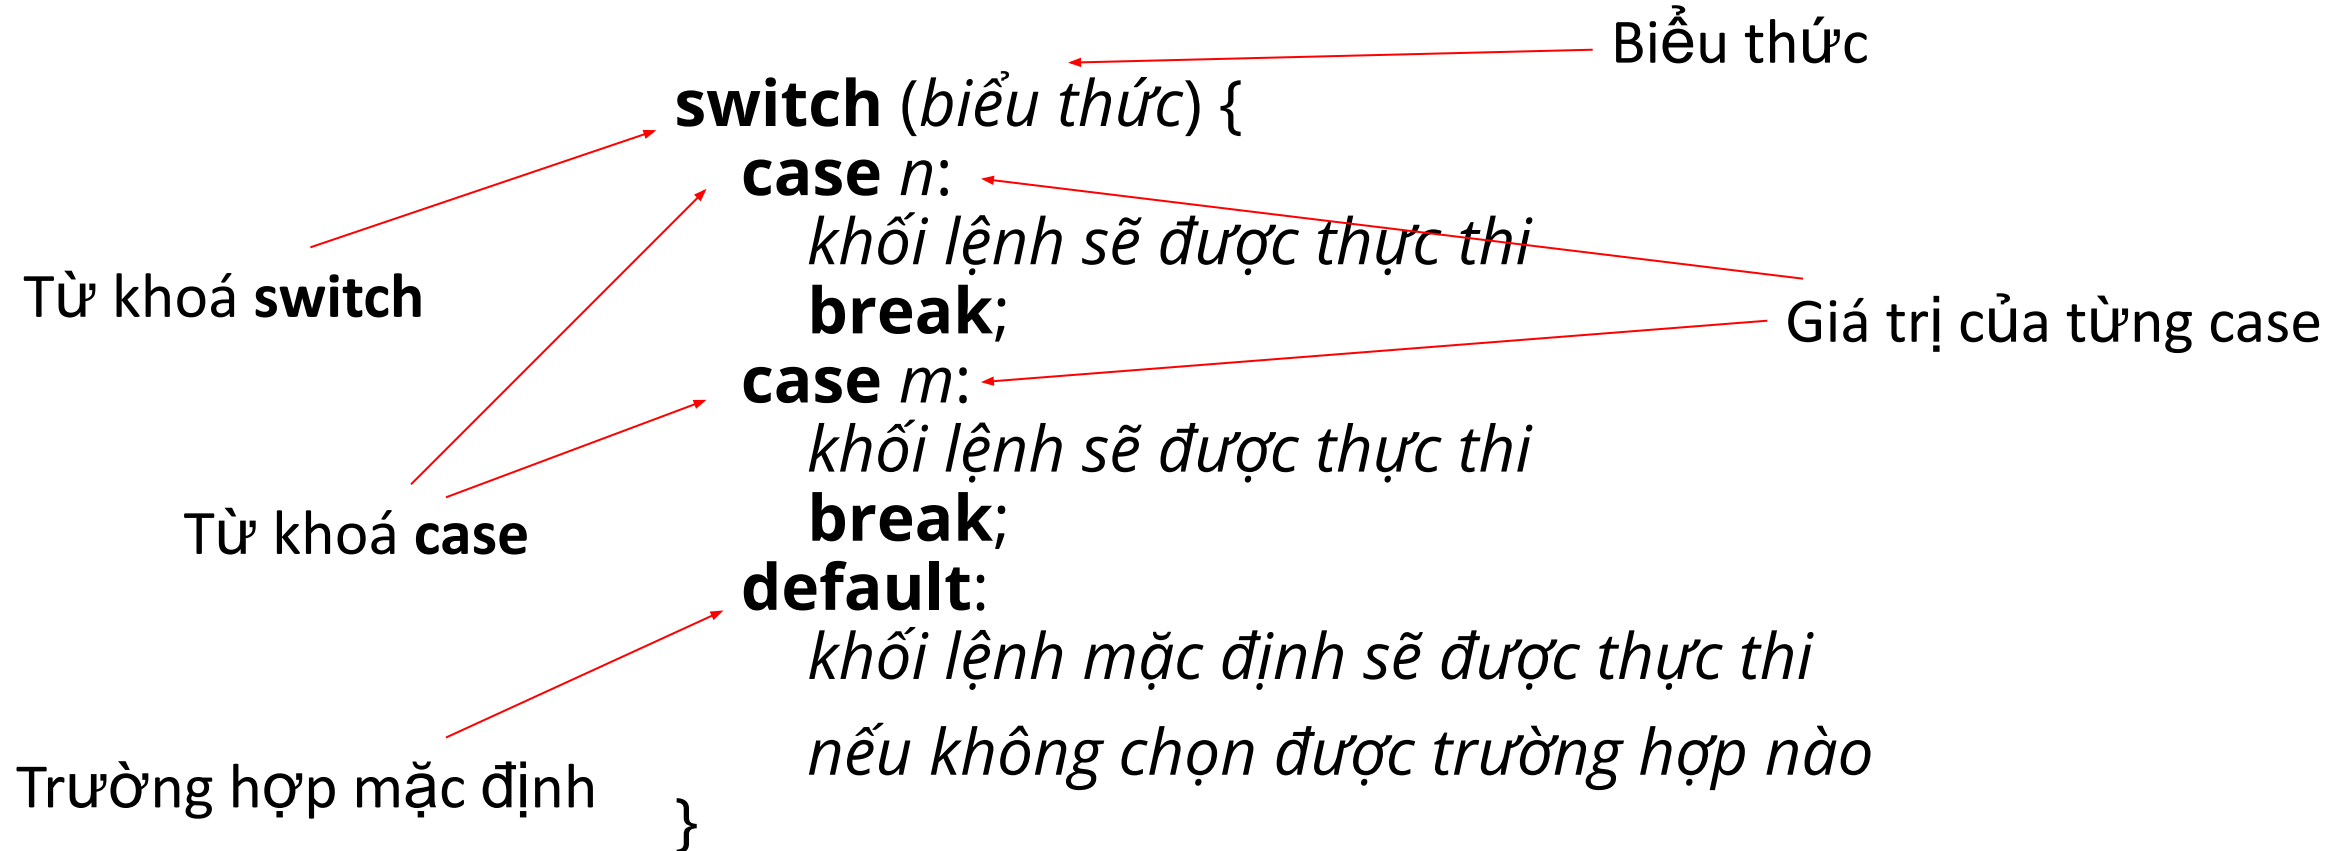 Biểu thức
switch (biểu thức) {
case n:
khối lệnh sẽ được thực thi
Từ khoá switch
break;
Giá trị của từng case
case m:
khối lệnh sẽ được thực thi
break;
Từ khoá case
default:
khối lệnh mặc định sẽ được thực thi
nếu không chọn được trường hợp nào
Trường hợp mặc định
}